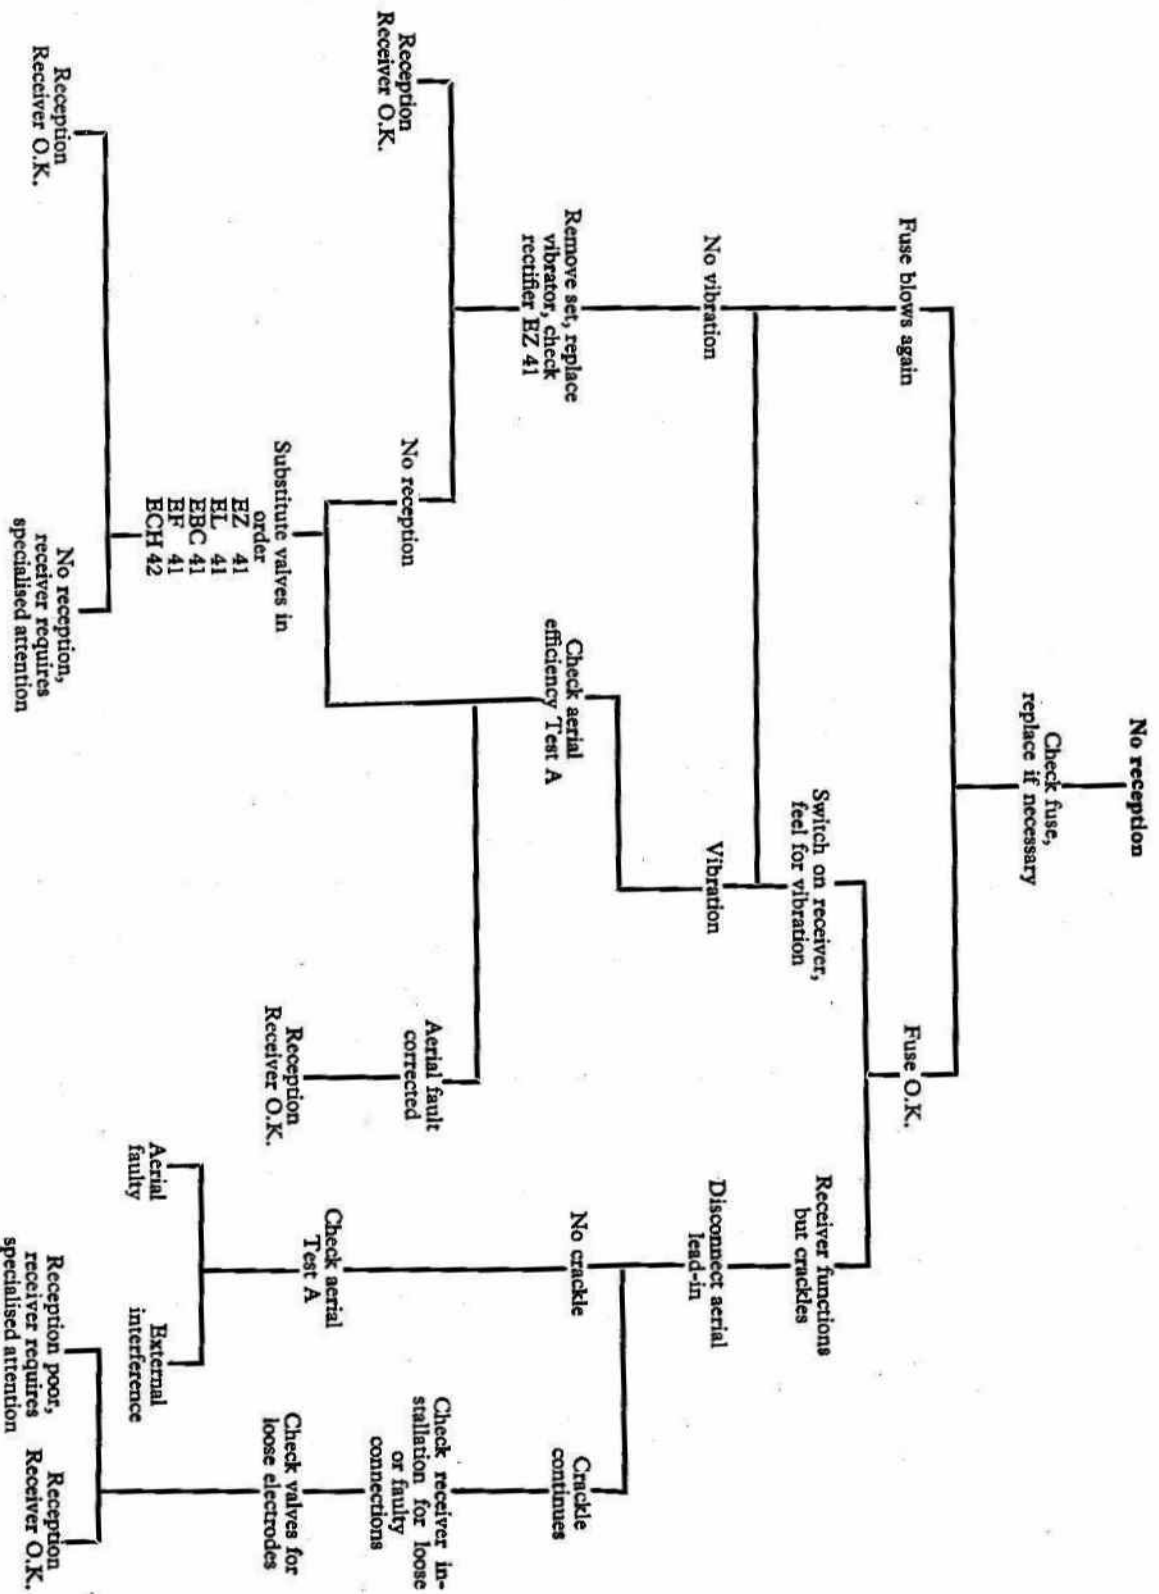 No reception
Check fuse,
replace if necessary
Fuse blows again
Fuse O.K.
Switch on receiver,
feel for vibration
Receiver functions
but crackles
No vibration
Vibration
Disconnect aerial
lead-in
Remove set, replace
vibrator, check
rectifier EZ 41
Check aerial
efficiency Test A
No crackle
Crackle
continues
Reception
Receiver O.K.
No reception
Aerial fault
corrected
Check receiver in-
stallation for loose
or faulty
connections
Substitute valves in
order
EZ 41
EL 41
EBC 41
EF 41
ECH 42
Reception
Receiver O.K.
Check aerial
Test A
Check valves for
loose electrodes
Aerial
faulty
External
interference
Reception
Receiver O.K.
No reception,
receiver requires
specialised attention
Reception poor,
receiver requires
specialised attention
Reception
Receiver O.K.